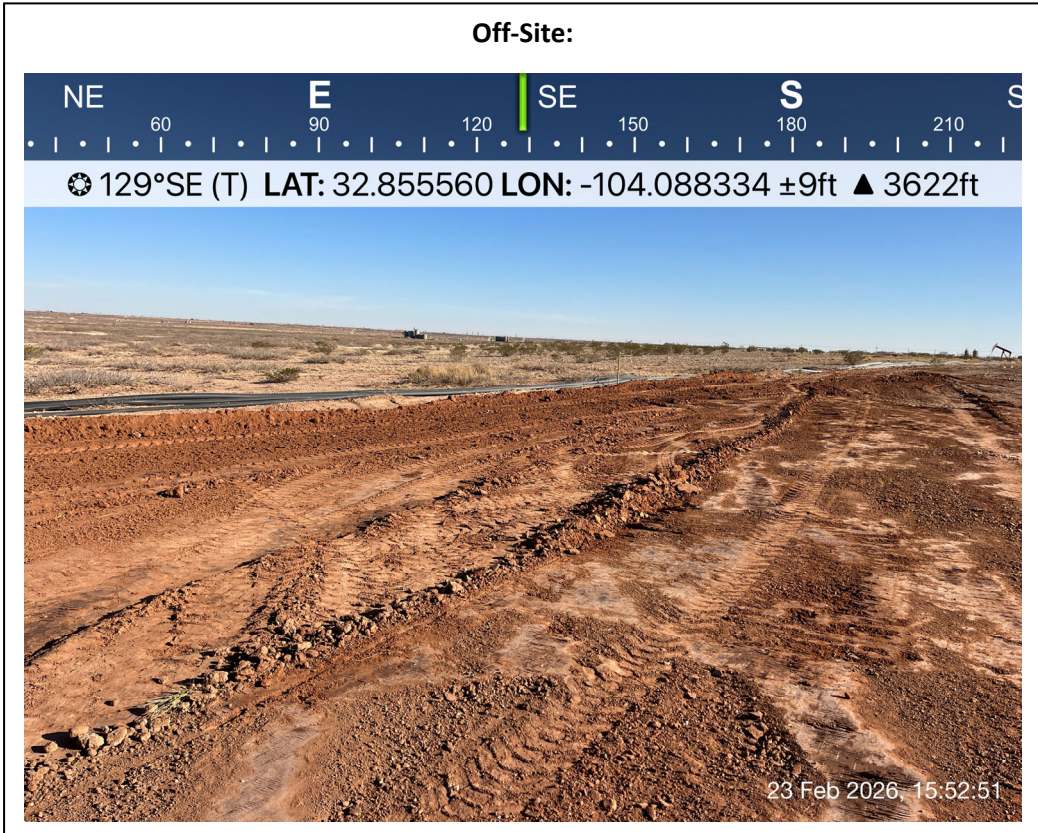 Off-Site:
NE E SE S S
60 90 120 150 180 210
129°SE (T) LAT: 32.855560 LON: -104.088334 ±9ft ▲ 3622ft
23 Feb 2026, 15:52:51